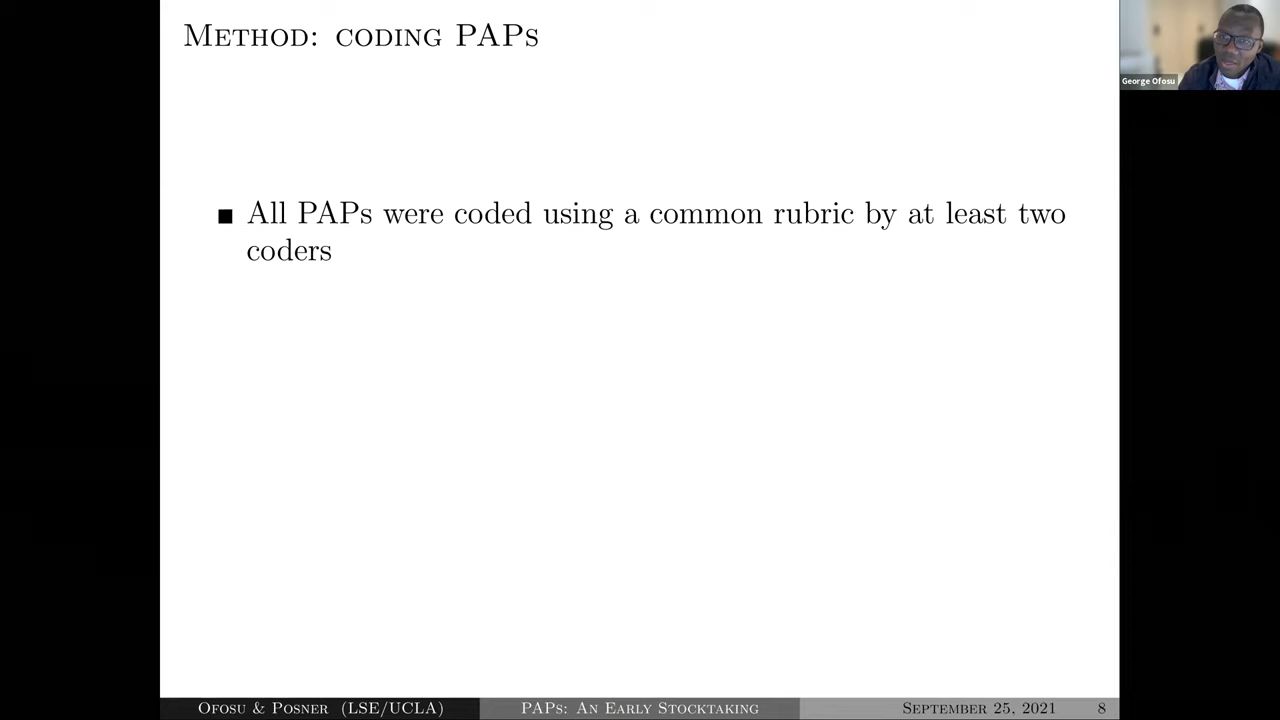 METHOD: CODING PAPS
George Ofosu
■ All PAPs were coded using a common rubric by at least two
coders
OFOSU & POSNER (LSE/UCLA) PAPS: AN EARLY STOCKTAKING SEPTEMBER 25, 2021 8